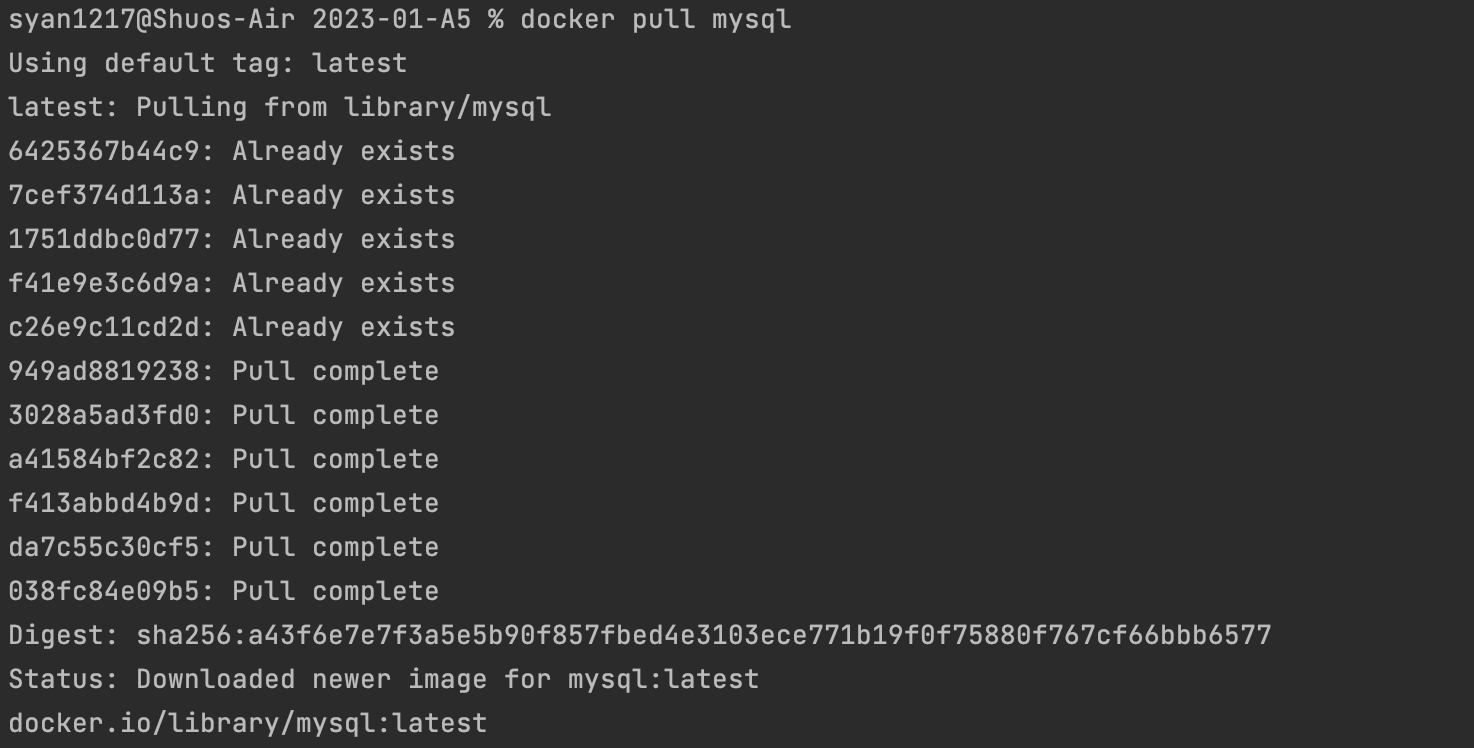 syan1217@Shuos-Air 2023-01-A5 % docker pull mysql
Using default tag: latest
latest: Pulling from library/mysql
6425367b44c9: Already exists
7cef374d113a: Already exists
1751ddbc0d77: Already exists
f41e9e3c6d9a: Already exists
c26e9c11cd2d: Already exists
949ad8819238: Pull complete
3028a5ad3fd0: Pull complete
a41584bf2c82: Pull complete
f413abbd4b9d: Pull complete
da7c55c30cf5: Pull complete
038fc84e09b5: Pull complete
Digest: sha256:a43f6e7e7f3a5e5b90f857fbed4e3103ece771b19f0f75880f767cf66bbb6577
Status: Downloaded newer image for mysql:latest
docker.io/library/mysql:latest